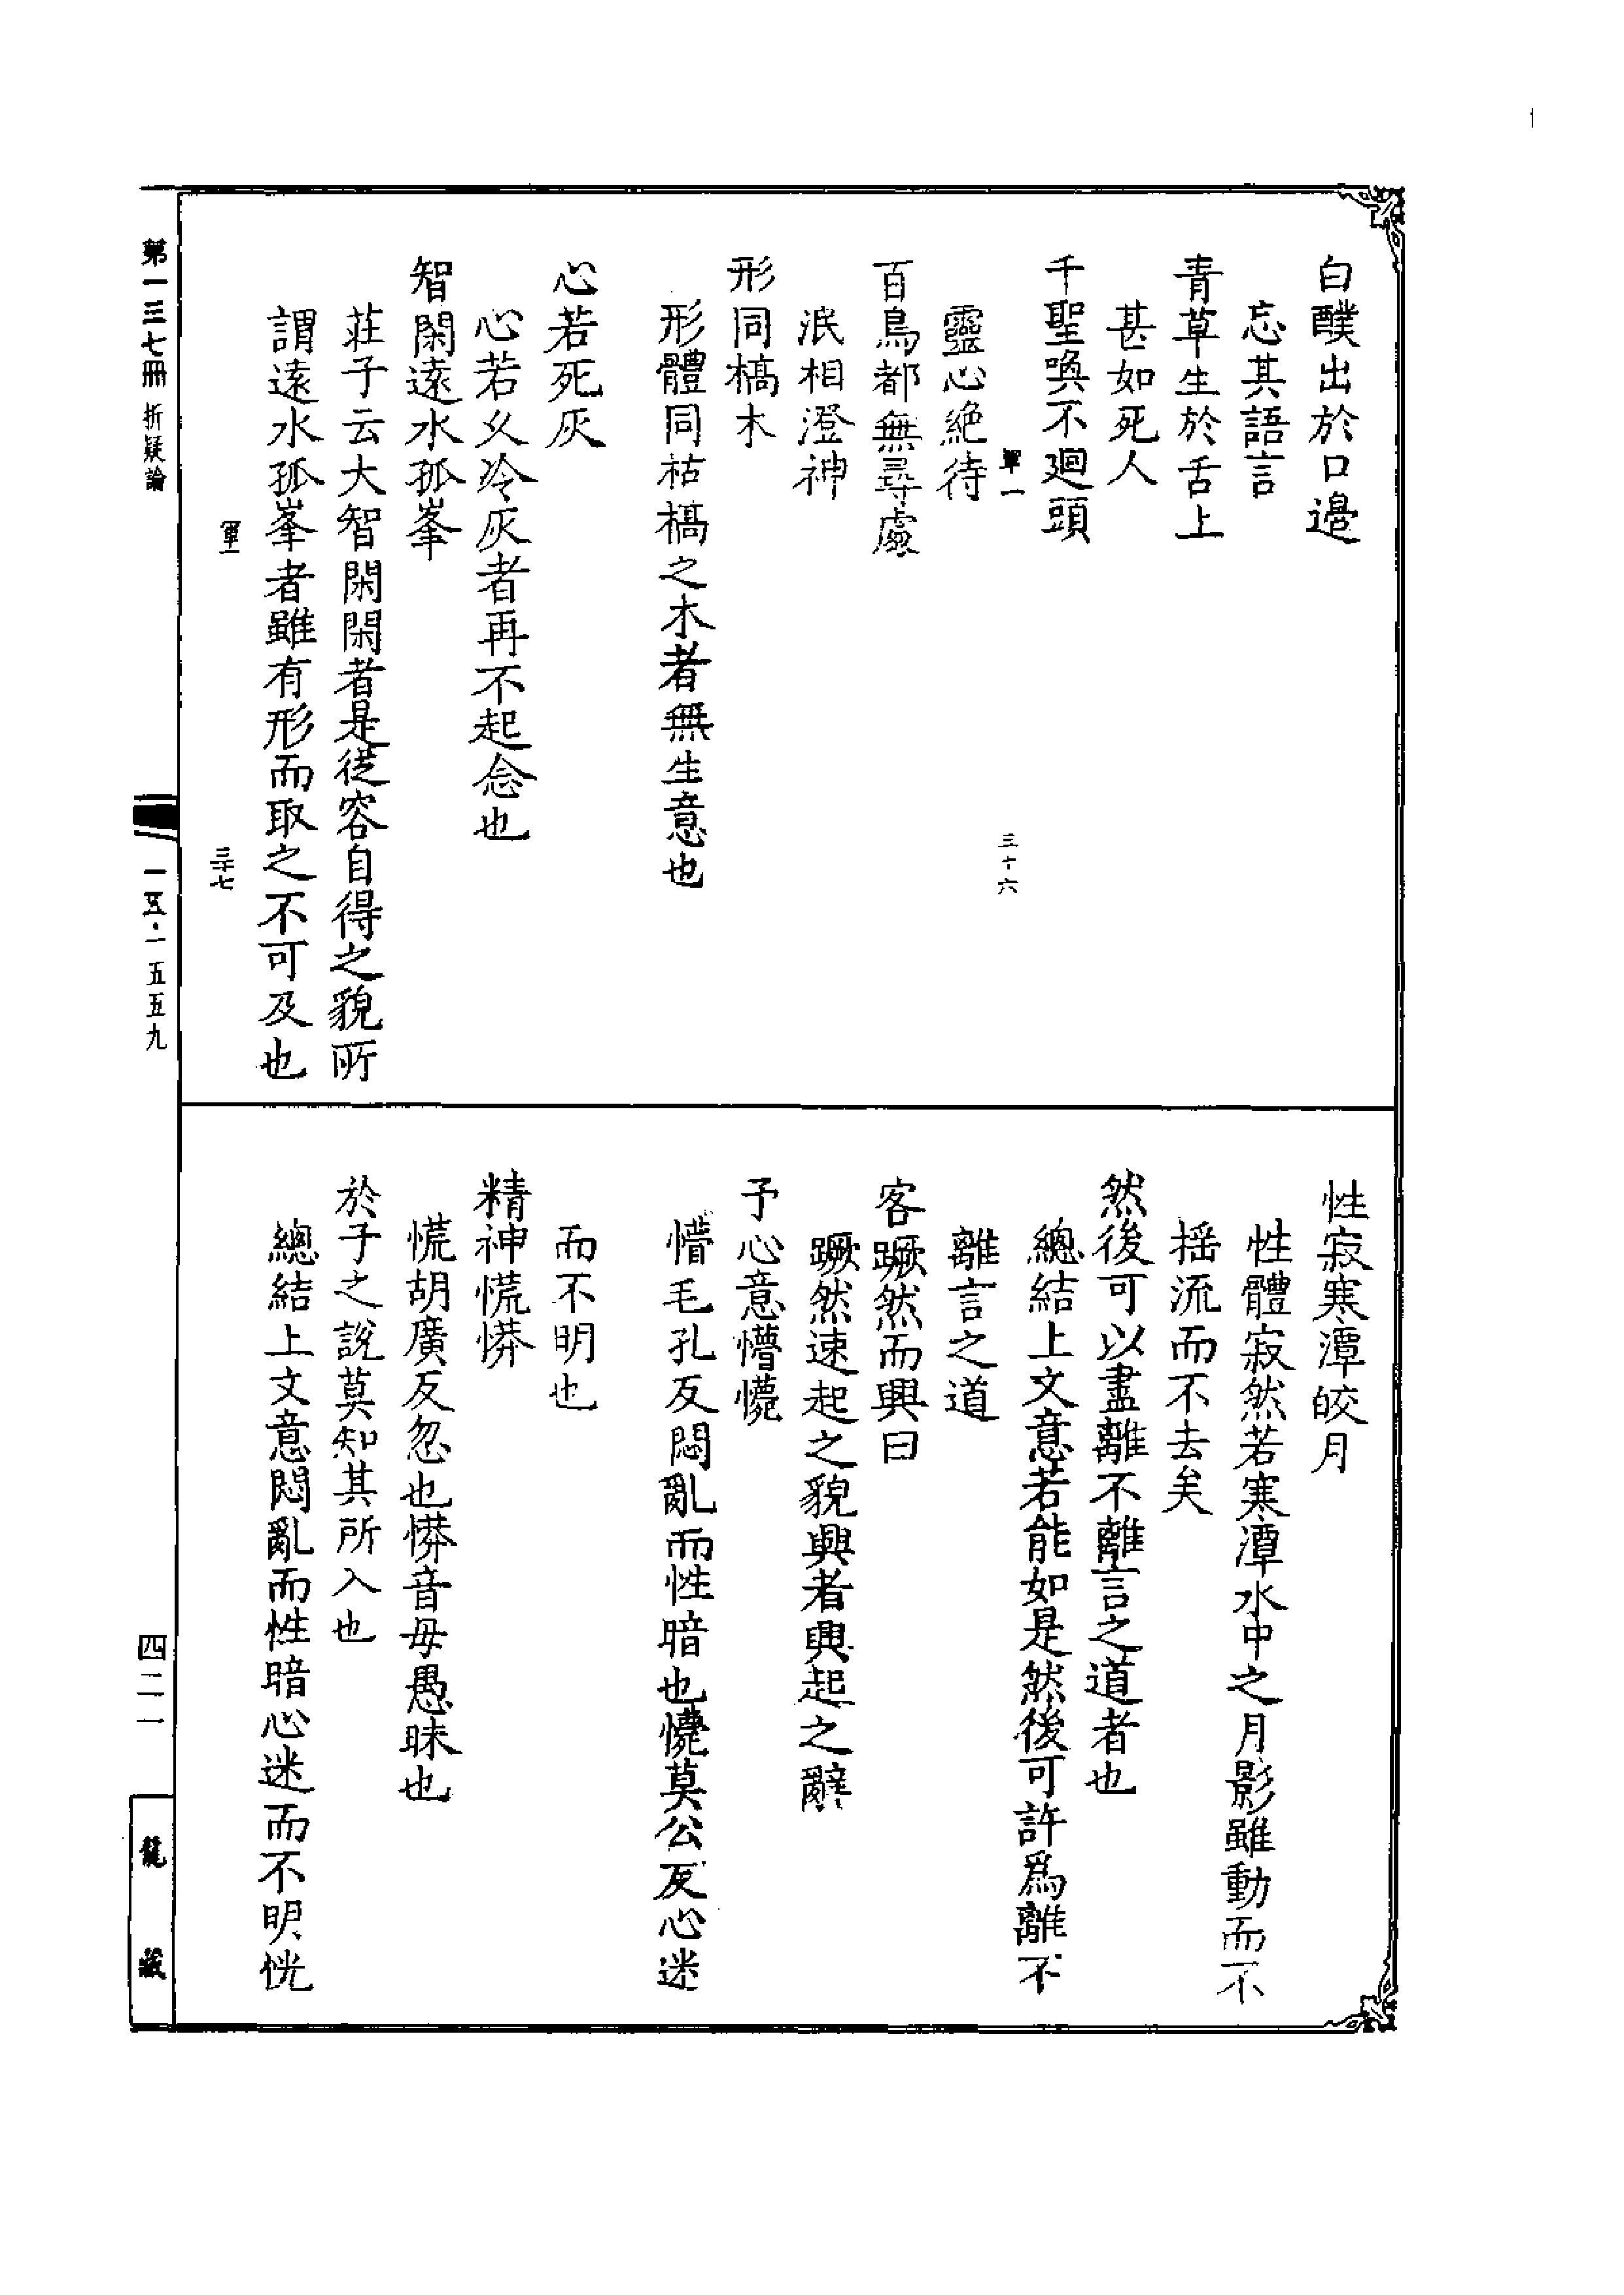 白醭出於口邊
忘其語言
青草生於舌上
甚如死人
千聖喚不廻頭
軍一
三十六
靈心絶待
百鳥都無尋處
泯相澄神
形同槁木
形體同枯槁之木者無生意也
心若死灰
心若久冷灰者再不起念也
智閑遠水孤峯
莊子云大智閑閑者是從容自得之貌所
謂遠水孤峯者雖有形而取之不可及也
軍一
三十七
性寂寒潭皎月
性體寂然若寒潭水中之月影雖動而不
揺流而不去矣
然後可以盡離不離言之道者也
總結上文意若能如是然後可許爲離不
離言之道
客蹶然而興曰
蹶然速起之貌興者興起之辭
予心意懵㦬
懵毛孔反悶亂而性暗也㦬莫公反心迷
而不明也
精神慌㟐
慌胡廣反忽也㟐音毋愚昧也
於子之說莫知其所入也
總結上文意悶亂而性暗心迷而不明恍
第一三七冊 折疑論
一五·一五五九
四二一
龍藏